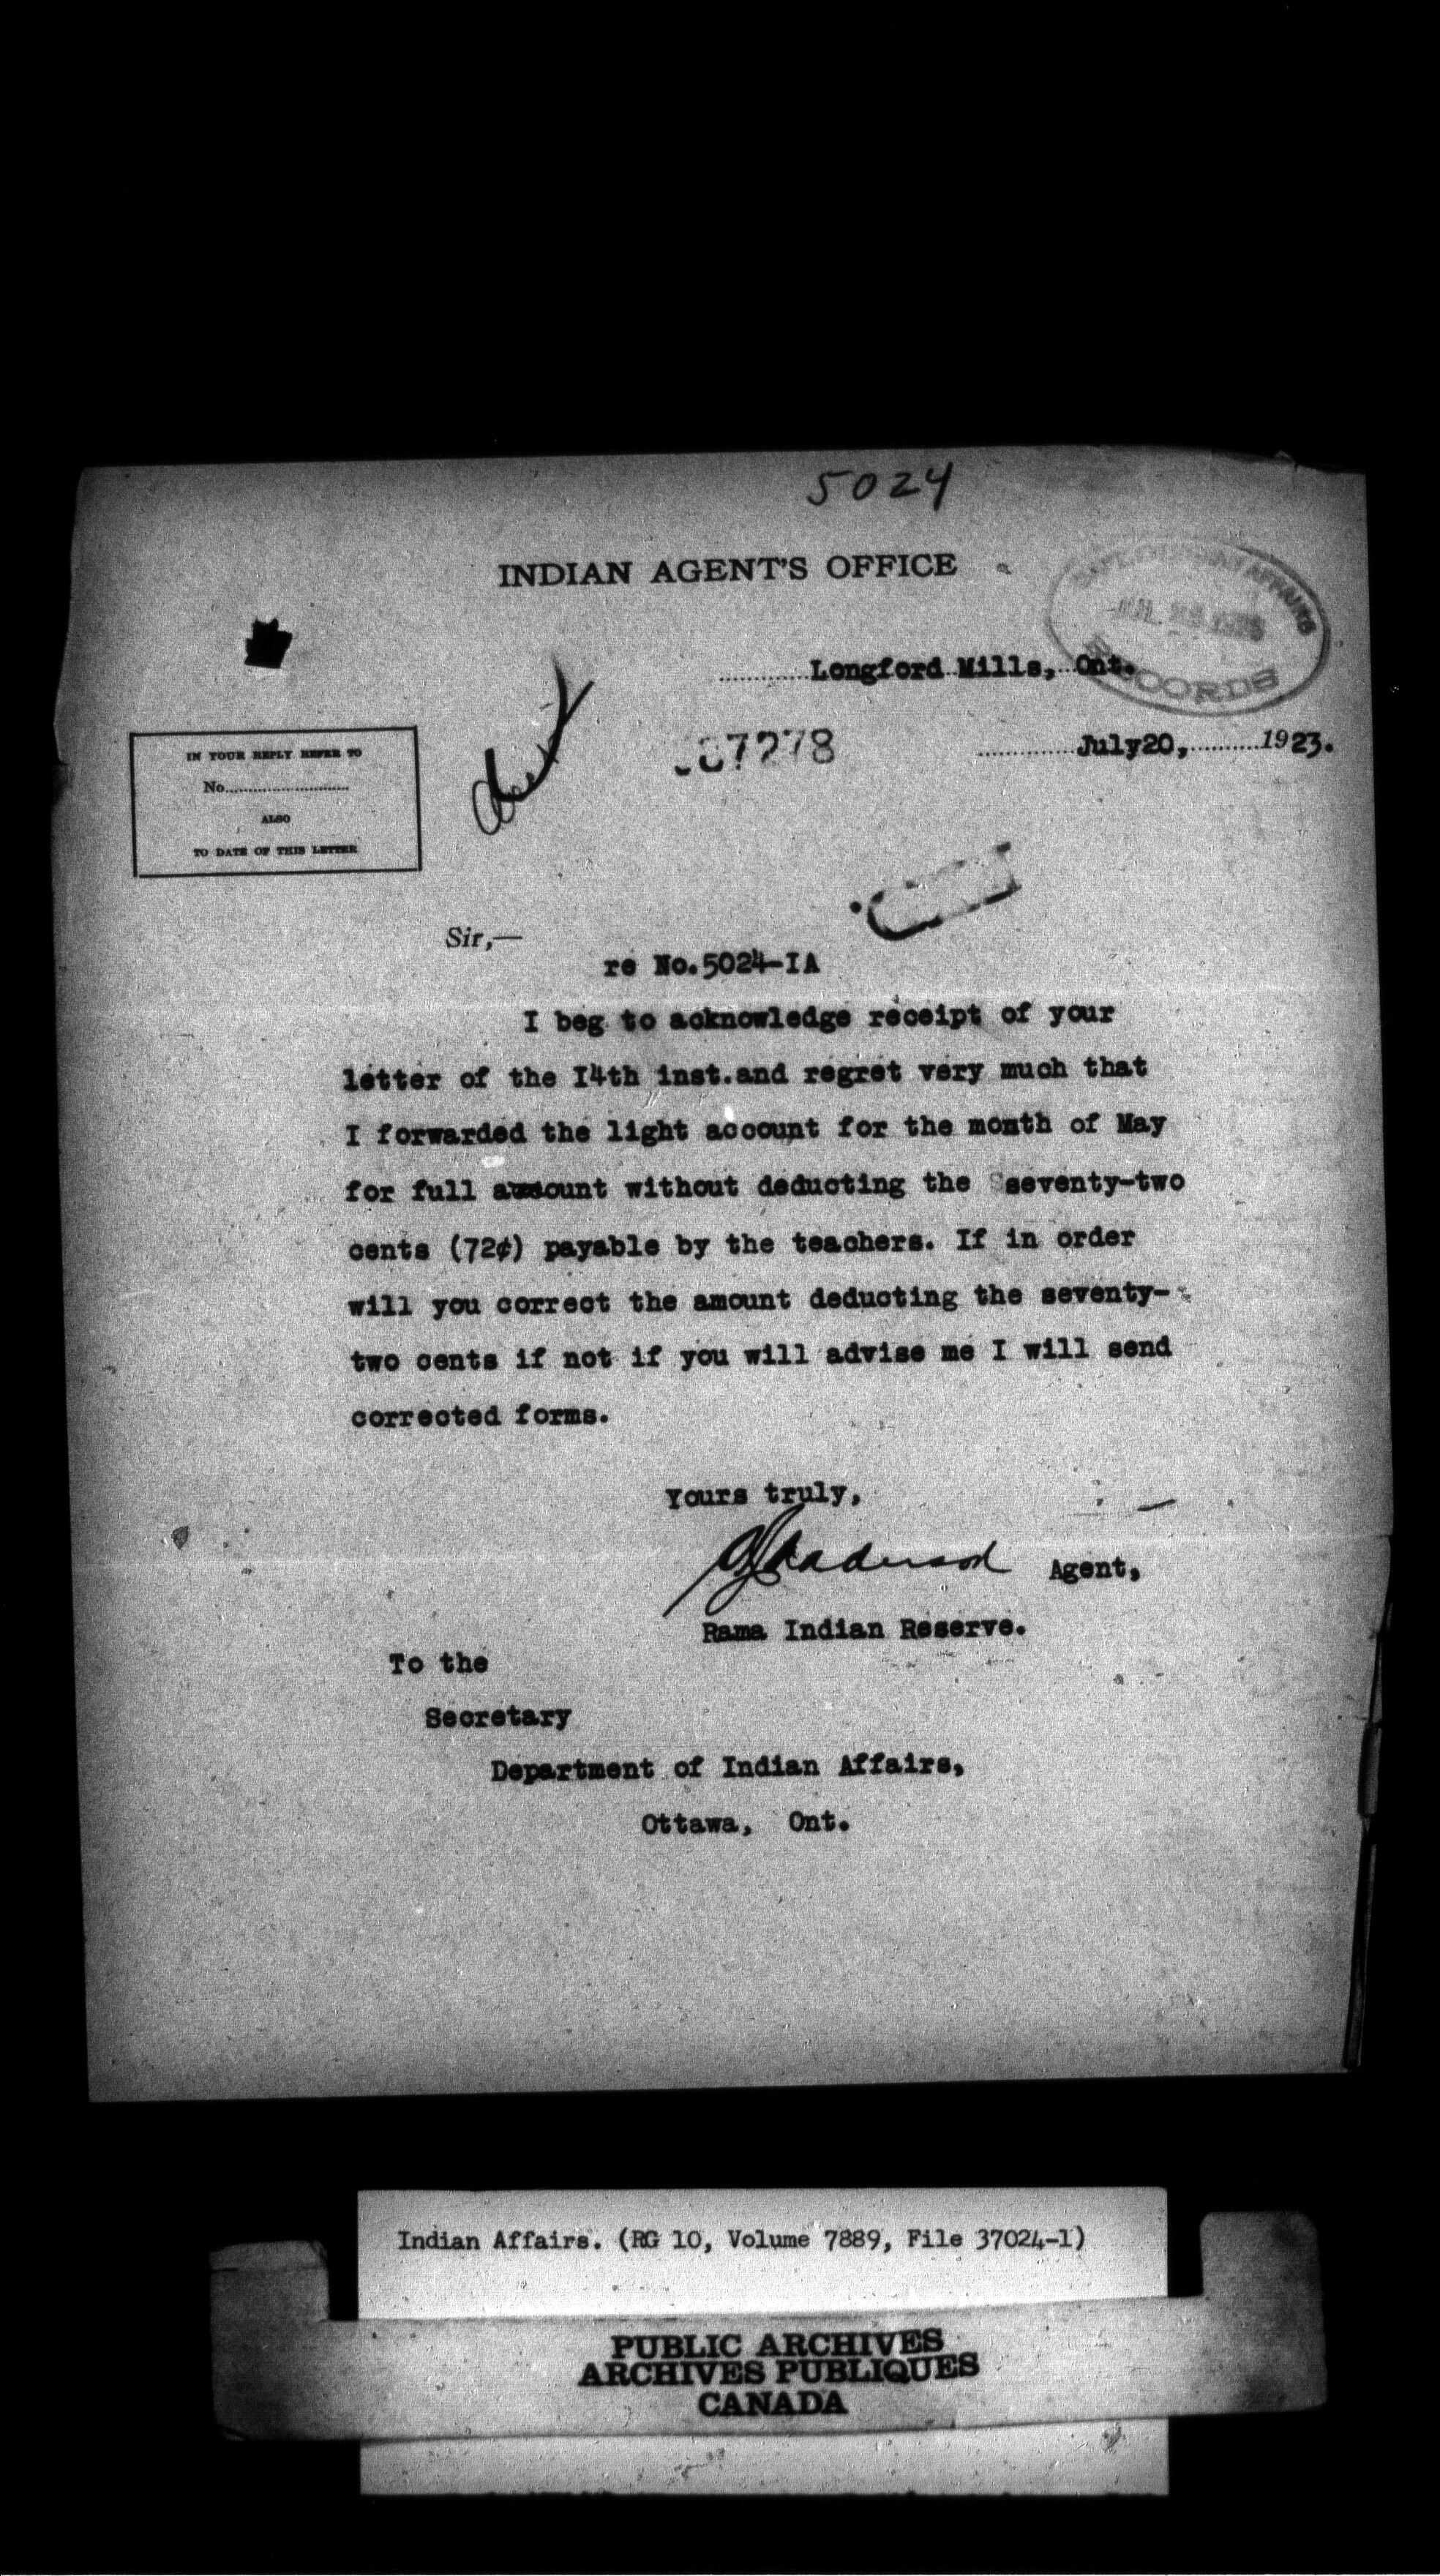 5024
INDIAN AGENT'S OFFICE
AFFAIRS
RECORDS
Longford Mills, Ont.
July20, 1923.
67278
IN YOUR REPLY REFER TO
No.
ALSO
TO DATE OF THIS LETTER
Sir,—
re No.5024-IA
I beg to acknowledge receipt of your
letter of the I4th inst.and regret very much that
I forwarded the light account for the month of May
for full amount without deducting the seventy-two
cents (72¢) payable by the teachers. If in order
will you correct the amount deducting the seventy-
two cents if not if you will advise me I will send
corrected forms.
Yours truly,
Anderson Agent,
Rama Indian Reserve.
To the
Secretary
Department of Indian Affairs,
Ottawa, Ont.
Indian Affairs. (RG 10, Volume 7889, File 37024-1)
PUBLIC ARCHIVES
ARCHIVES PUBLIQUES
CANADA